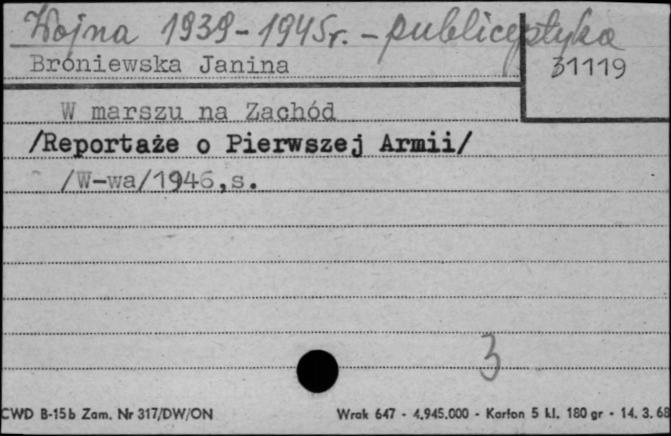 Wojna 1939-1945r. - publicystyka
Broniewska Janina
31119
W marszu na Zachód
/Reportaże o Pierwszej Armii/
/W-wa/1946,s.
3
CWD B-15b Zam. Nr 317/DW/ON
Wrak 647 - 4.945.000 - Karton 5 kl. 180 gr - 14. 3. 68